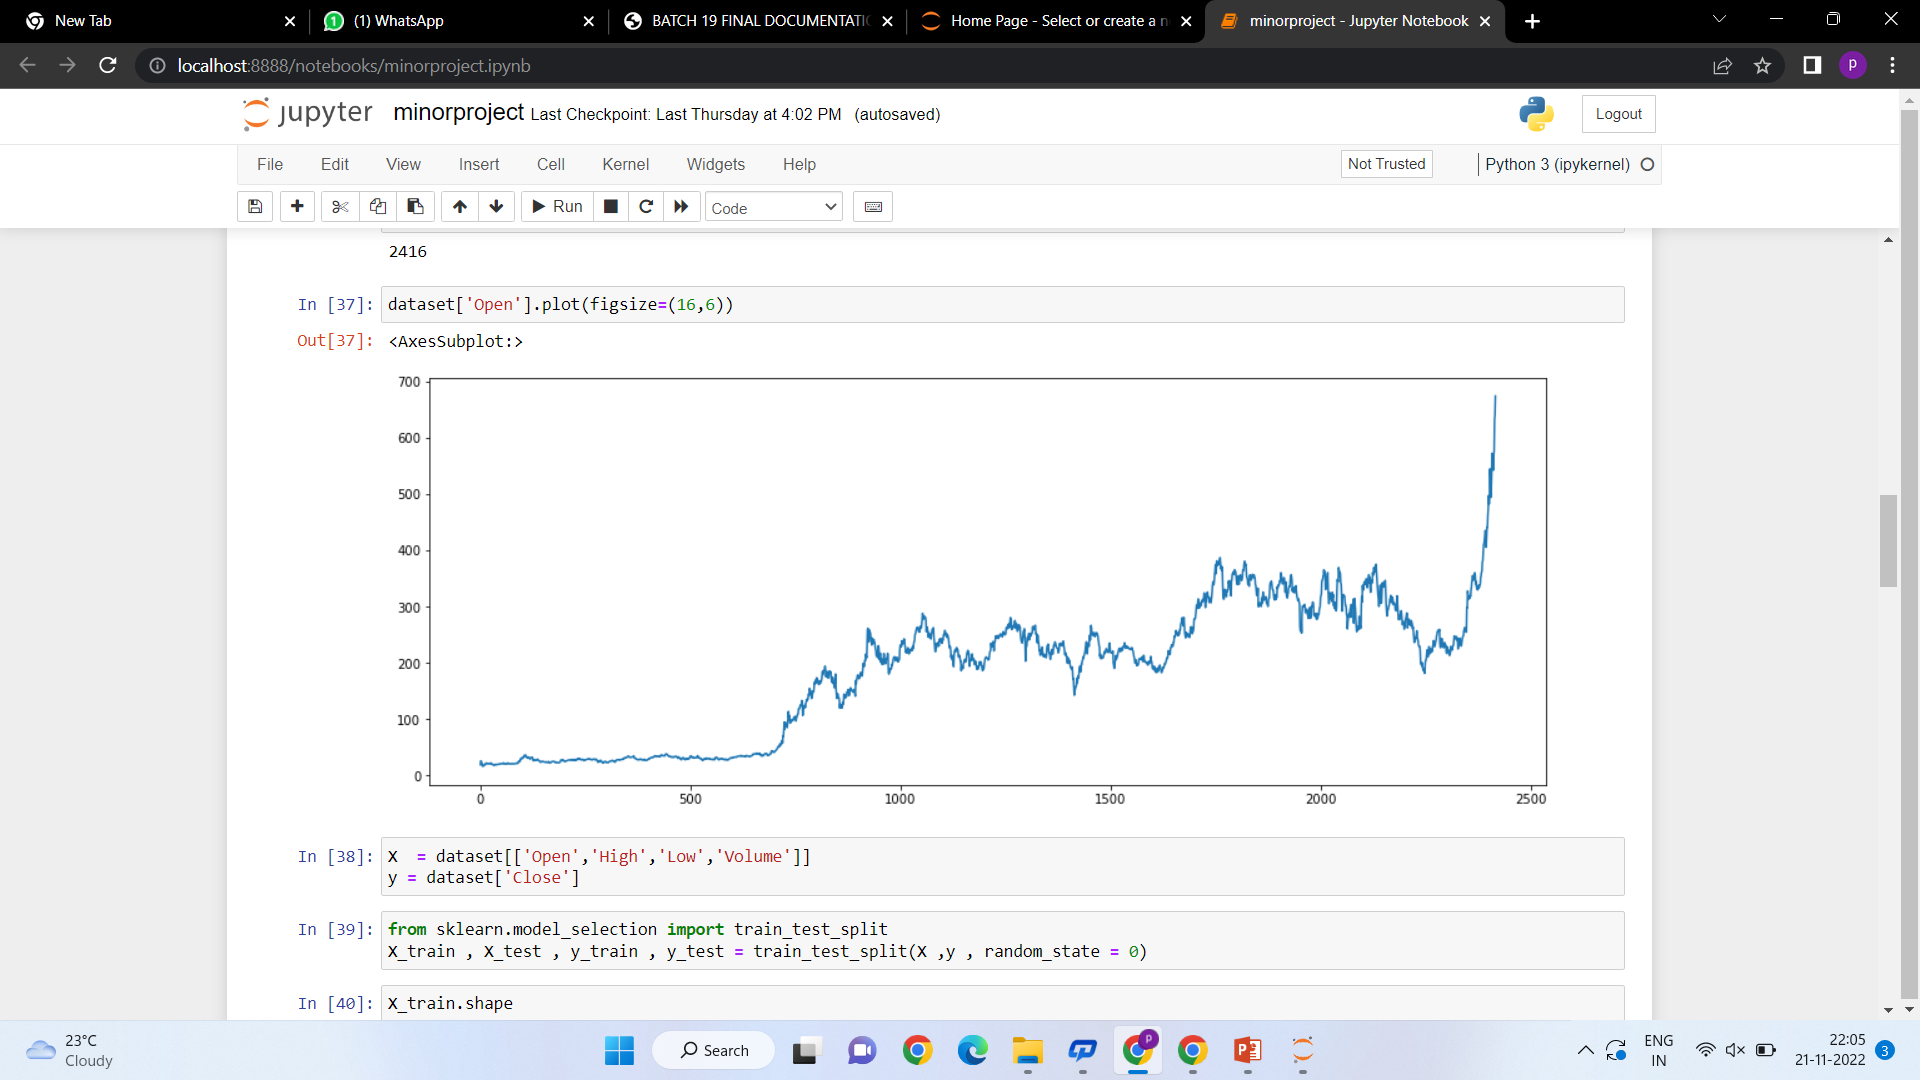 New Tab
(1) WhatsApp
BATCH 19 FINAL DOCUMENTATIO
Home Page - Select or create a n
minorproject - Jupyter Notebook
localhost:8888/notebooks/minorproject.ipynb
P
jupyter minorproject Last Checkpoint: Last Thursday at 4:02 PM (autosaved)
Logout
File Edit View Insert Cell Kernel Widgets Help
Not Trusted
Python 3 (ipykernel)
Run
Code
2416
In [37]: dataset['Open'].plot(figsize=(16,6))
Out[37]: <AxesSubplot:>
700
600
500
400
300
200
100
0
0 500 1000 1500 2000 2500
In [38]: X = dataset[['Open','High','Low','Volume']]
y = dataset['Close']
In [39]: from sklearn.model_selection import train_test_split
X_train , X_test , y_train , y_test = train_test_split(X ,y , random_state = 0)
In [40]: X_train.shape
23°C
Cloudy
Search
P
ENG
IN
22:05
21-11-2022
3